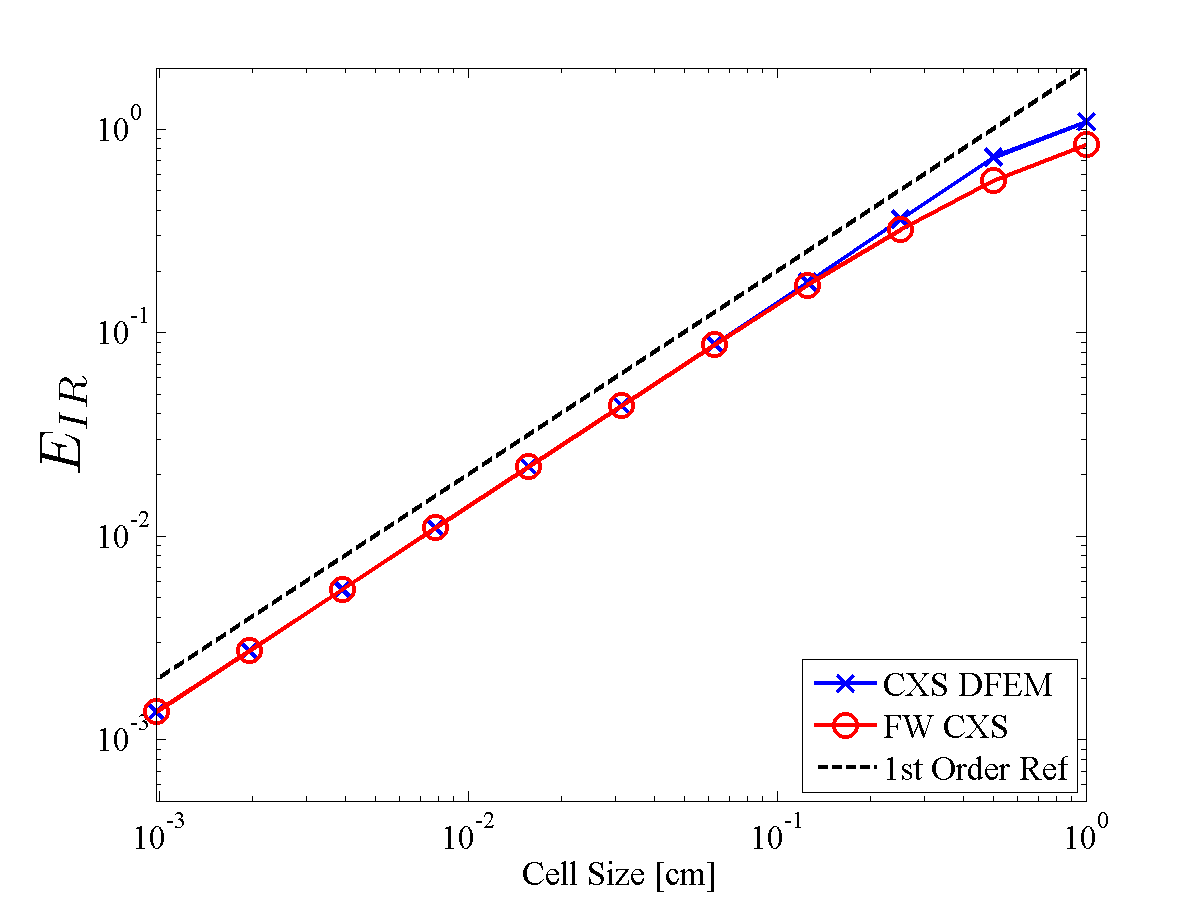 10^0
10^-1
10^-2
10^-3
E_IR
10^-3 10^-2 10^-1 10^0
Cell Size [cm]
CXS DFEM
FW CXS
1st Order Ref